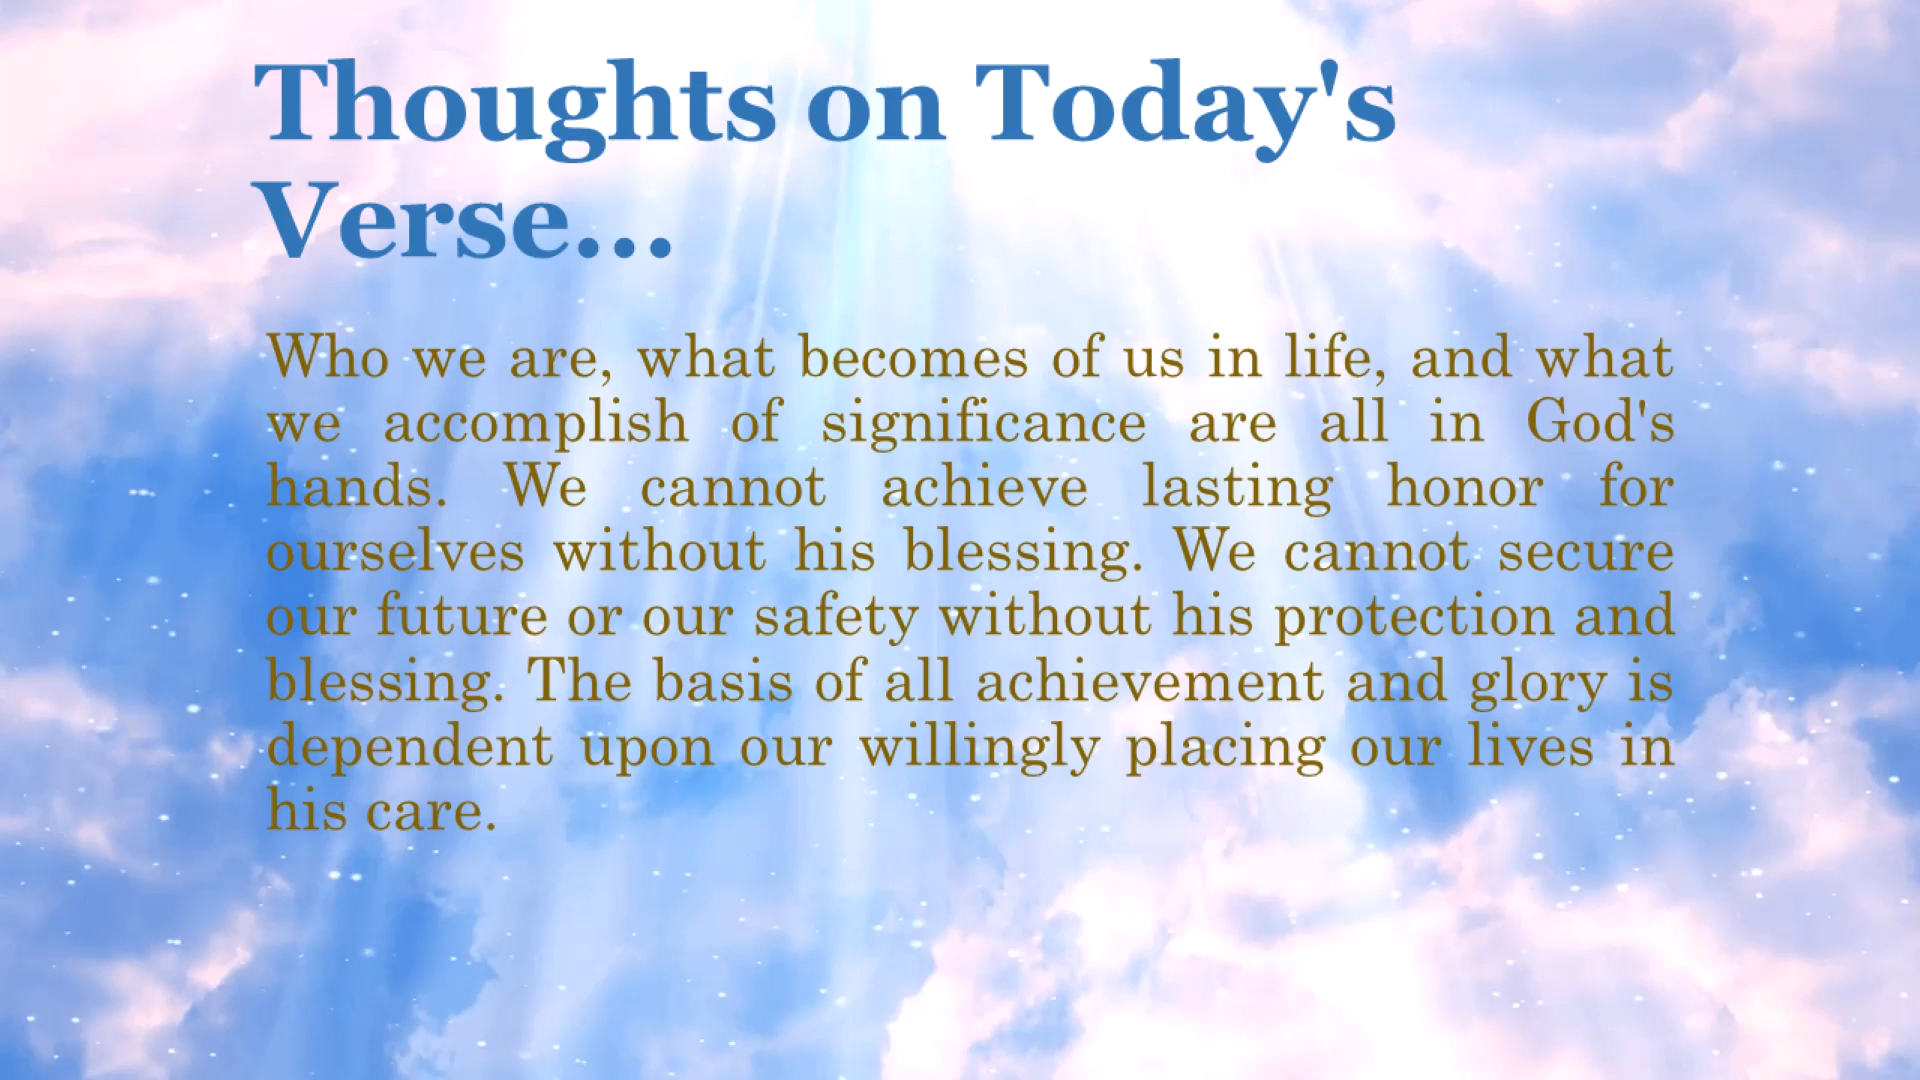 Thoughts on Today's
Verse...
Who we are, what becomes of us in life, and what
we accomplish of significance are all in God's
hands. We cannot achieve lasting honor for
ourselves without his blessing. We cannot secure
our future or our safety without his protection and
blessing. The basis of all achievement and glory is
dependent upon our willingly placing our lives in
his care.